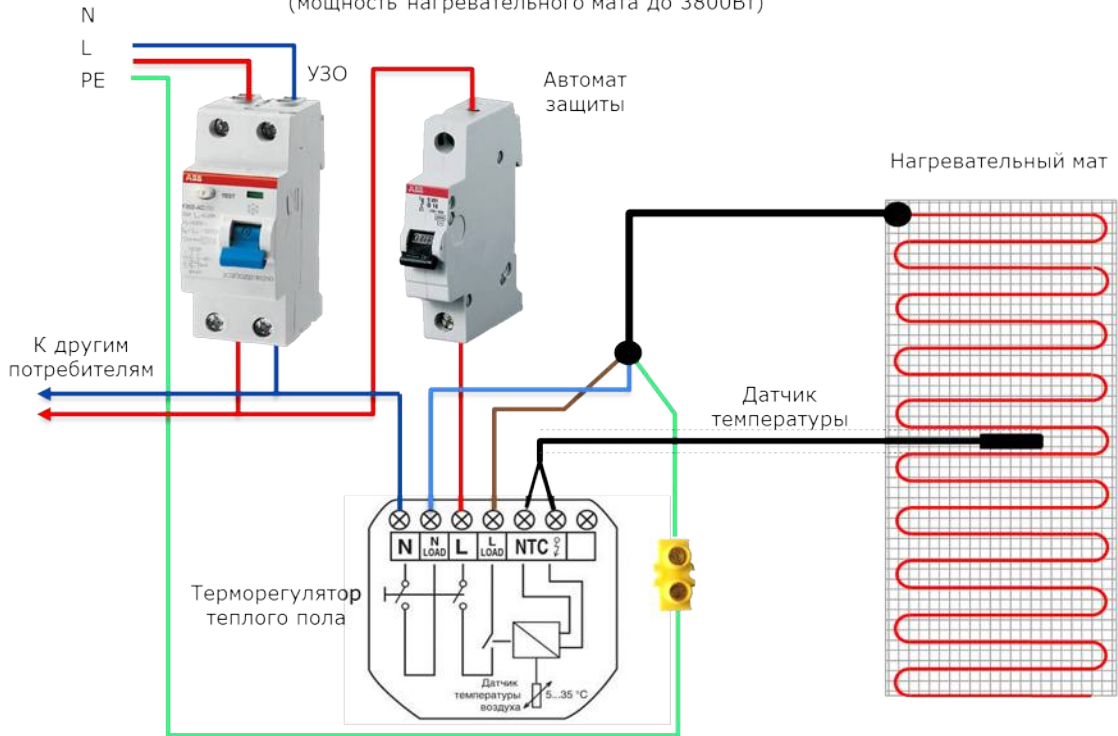 (мощность нагревательного мата до 3800Вт)
N
L
PE
УЗО
Автомат
защиты
Нагревательный мат
ABB
TEST
ABB
К другим
потребителям
Датчик
температуры
N
N
LOAD
L
L
LOAD
NTC
Терморегулятор
теплого пола
Датчик
температуры
воздуха
5...35 °C